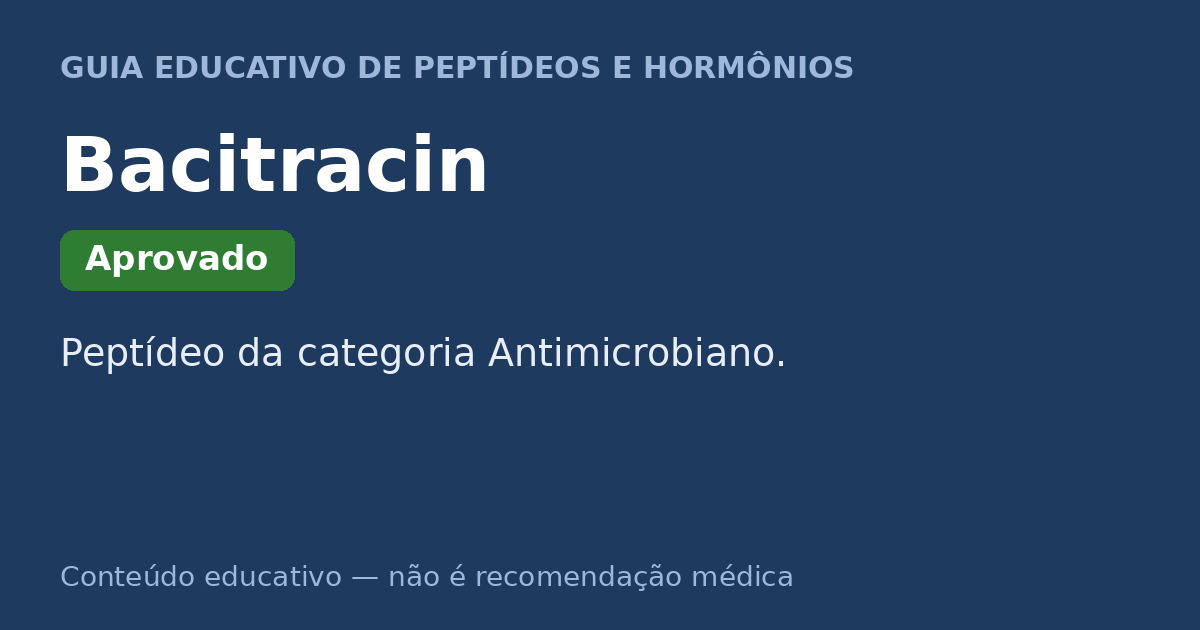 GUIA EDUCATIVO DE PEPTÍDEOS E HORMÔNIOS
Bacitracin
Aprovado
Peptídeo da categoria Antimicrobiano.
Conteúdo educativo — não é recomendação médica